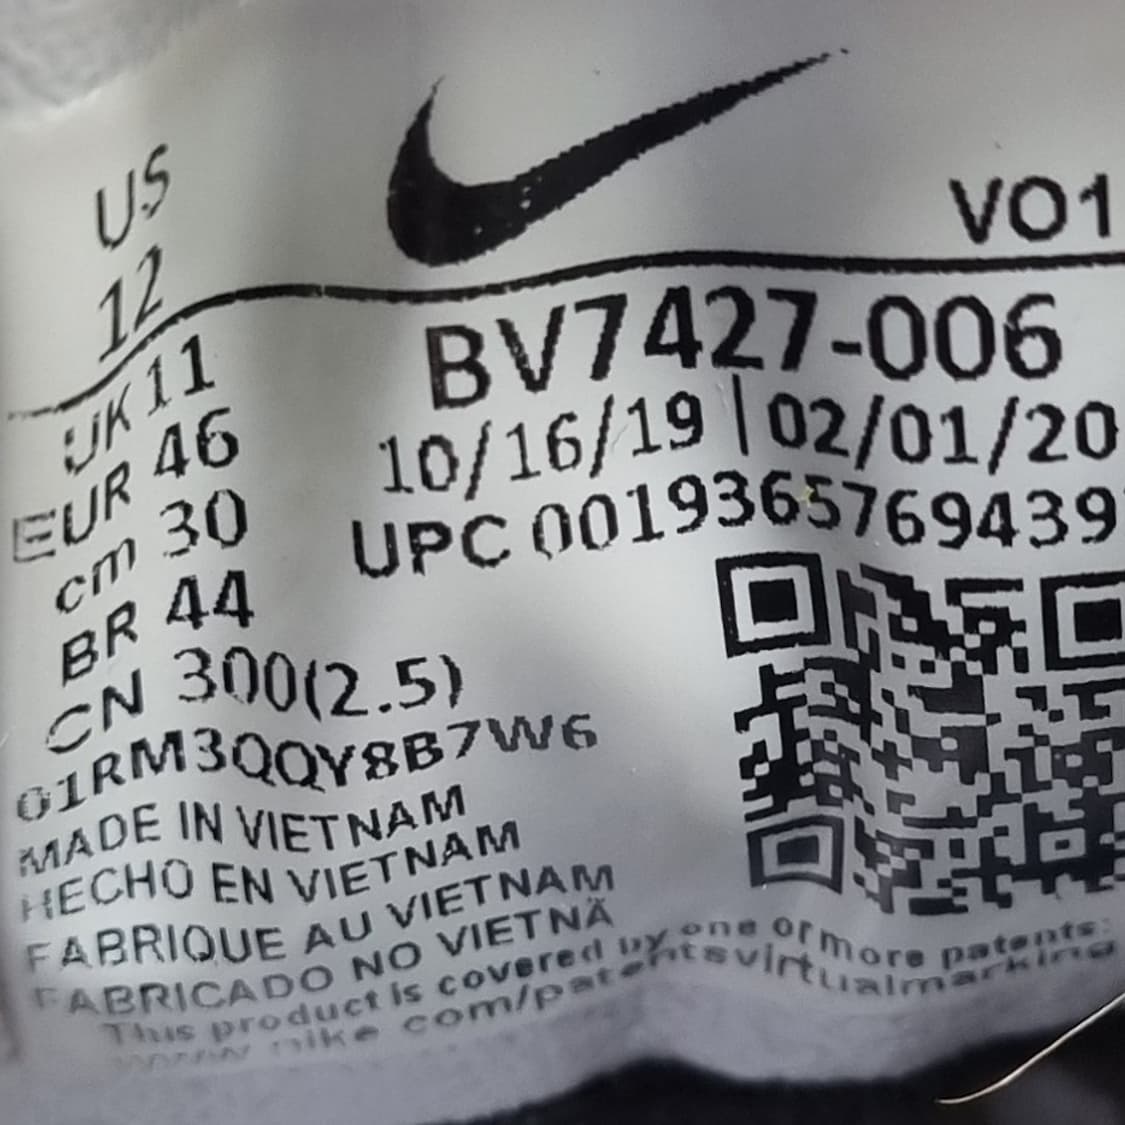 US
12
VO1
UK 11
EUR 46
cm 30
BR 44
CN 300(2.5)
BV7427-006
10/16/19 | 02/01/20
UPC 0019365769439
01RM3QQY8B7W6
MADE IN VIETNAM
HECHO EN VIETNAM
FABRIQUE AU VIETNAM
FABRICADO NO VIETNÃ
This product is covered by one or more patents:
www nike com/patentsvirtualmarking